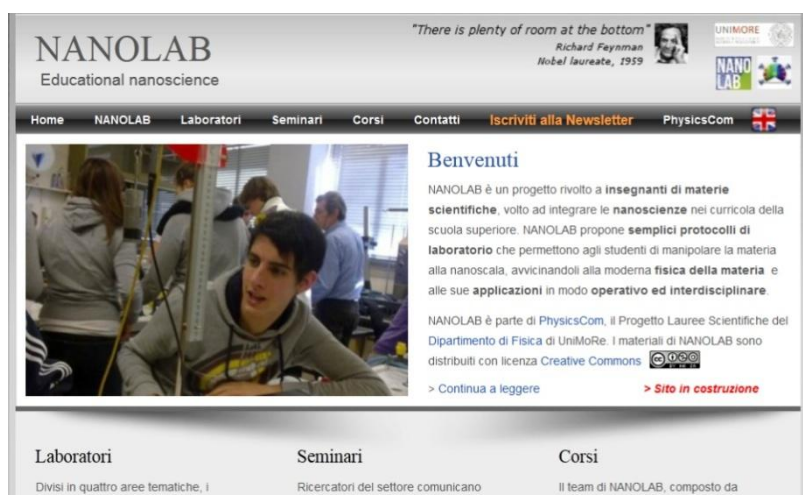 NANOLAB
Educational nanoscience
"There is plenty of room at the bottom"
Richard Feynman
Nobel laureate, 1959
UNIMORE
NANO
LAB
Home NANOLAB Laboratori Seminari Corsi Contatti Iscriviti alla Newsletter PhysicsCom
Benvenuti
NANOLAB è un progetto rivolto a insegnanti di materie
scientifiche, volto ad integrare le nanoscienze nei curricola della
scuola superiore. NANOLAB propone semplici protocolli di
laboratorio che permettono agli studenti di manipolare la materia
alla nanoscala, avvicinandoli alla moderna fisica della materia e
alle sue applicazioni in modo operativo ed interdisciplinare.
NANOLAB è parte di PhysicsCom, il Progetto Lauree Scientifiche del
Dipartimento di Fisica di UniMoRe. I materiali di NANOLAB sono
distribuiti con licenza Creative Commons
> Continua a leggere > Sito in costruzione
Laboratori Seminari Corsi
Divisi in quattro aree tematiche, i Ricercatori del settore comunicano Il team di NANOLAB, composto da